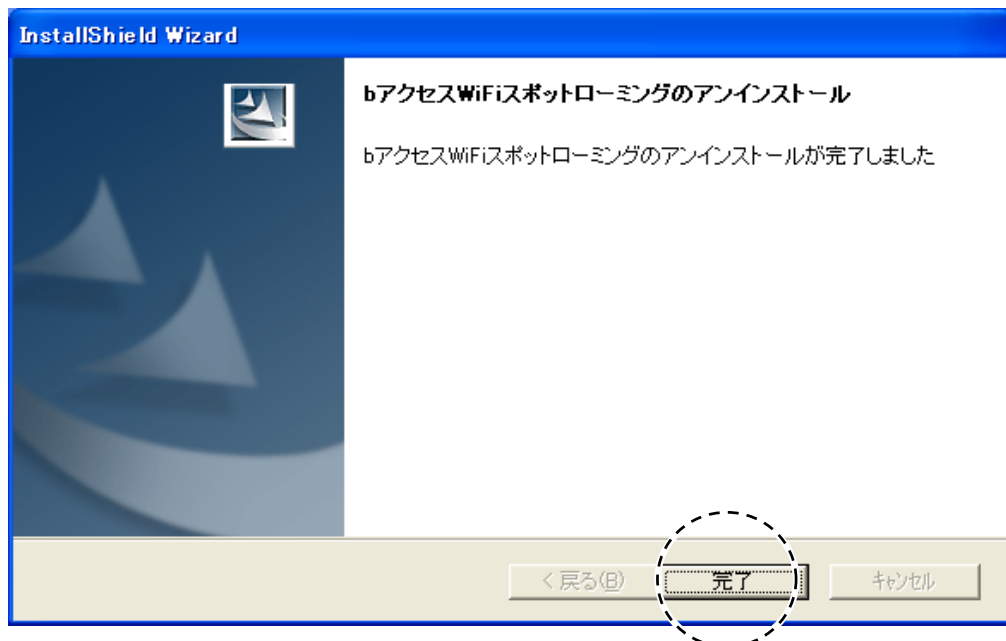 InstallShield Wizard
bアクセスWiFiスポットローミングのアンインストール
bアクセスWiFiスポットローミングのアンインストールが完了しました
< 戻る(B)
完了
キャンセル